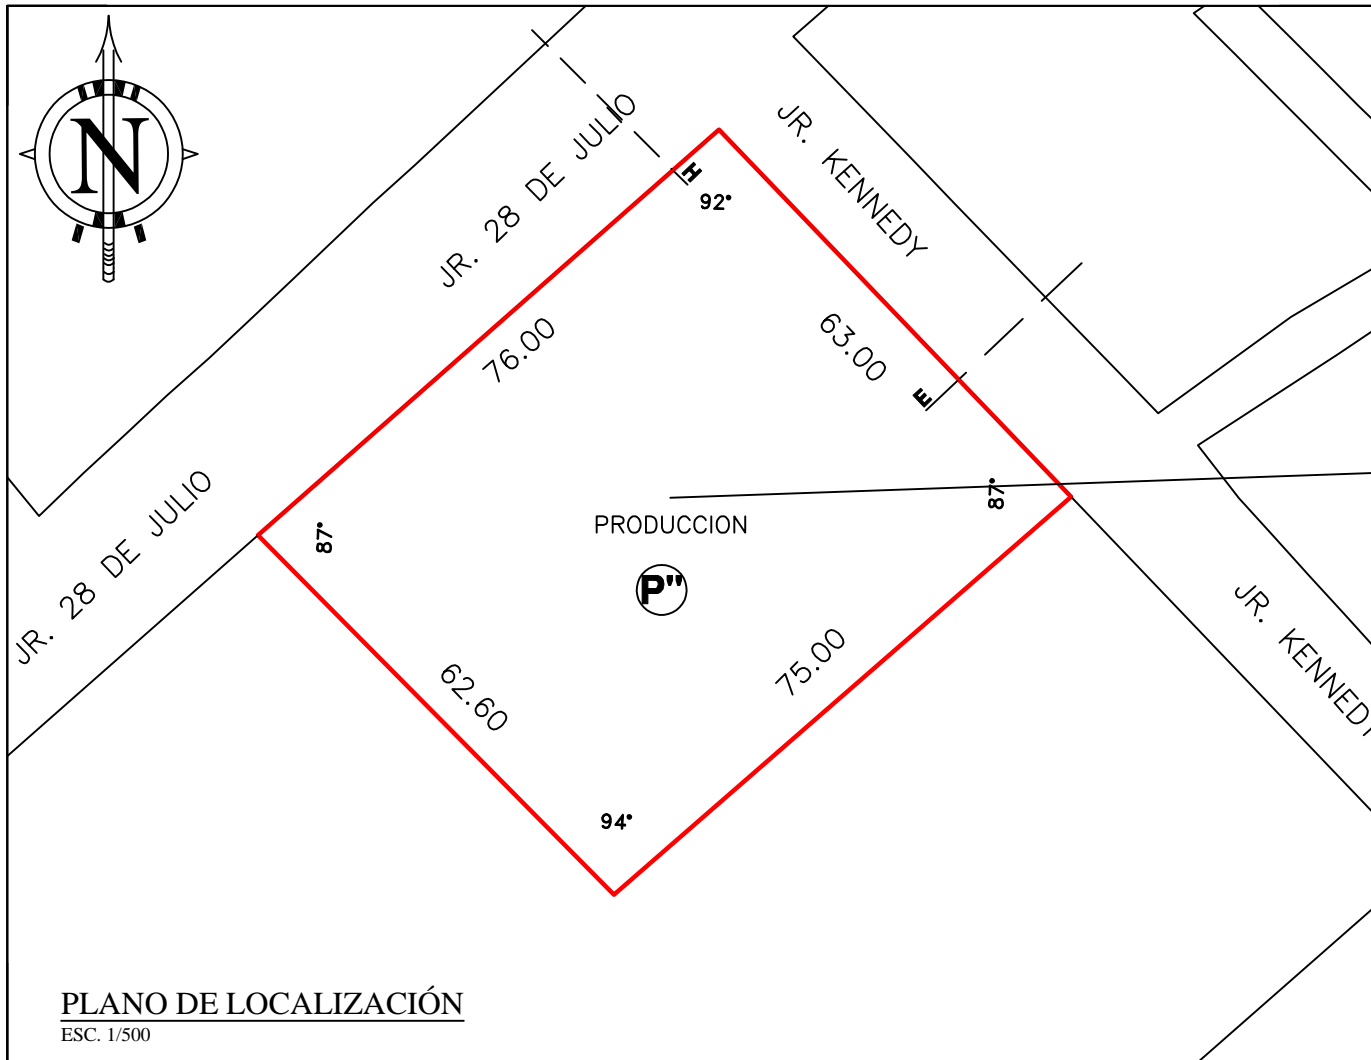 N
JR. 28 DE JULIO
JR. KENNEDY
H
92°
76.00
63.00
E
JR. 28 DE JULIO
87°
87°
PRODUCCION
P"
JR. KENNEDY
62.60
75.00
94°
PLANO DE LOCALIZACIÓN
ESC. 1/500